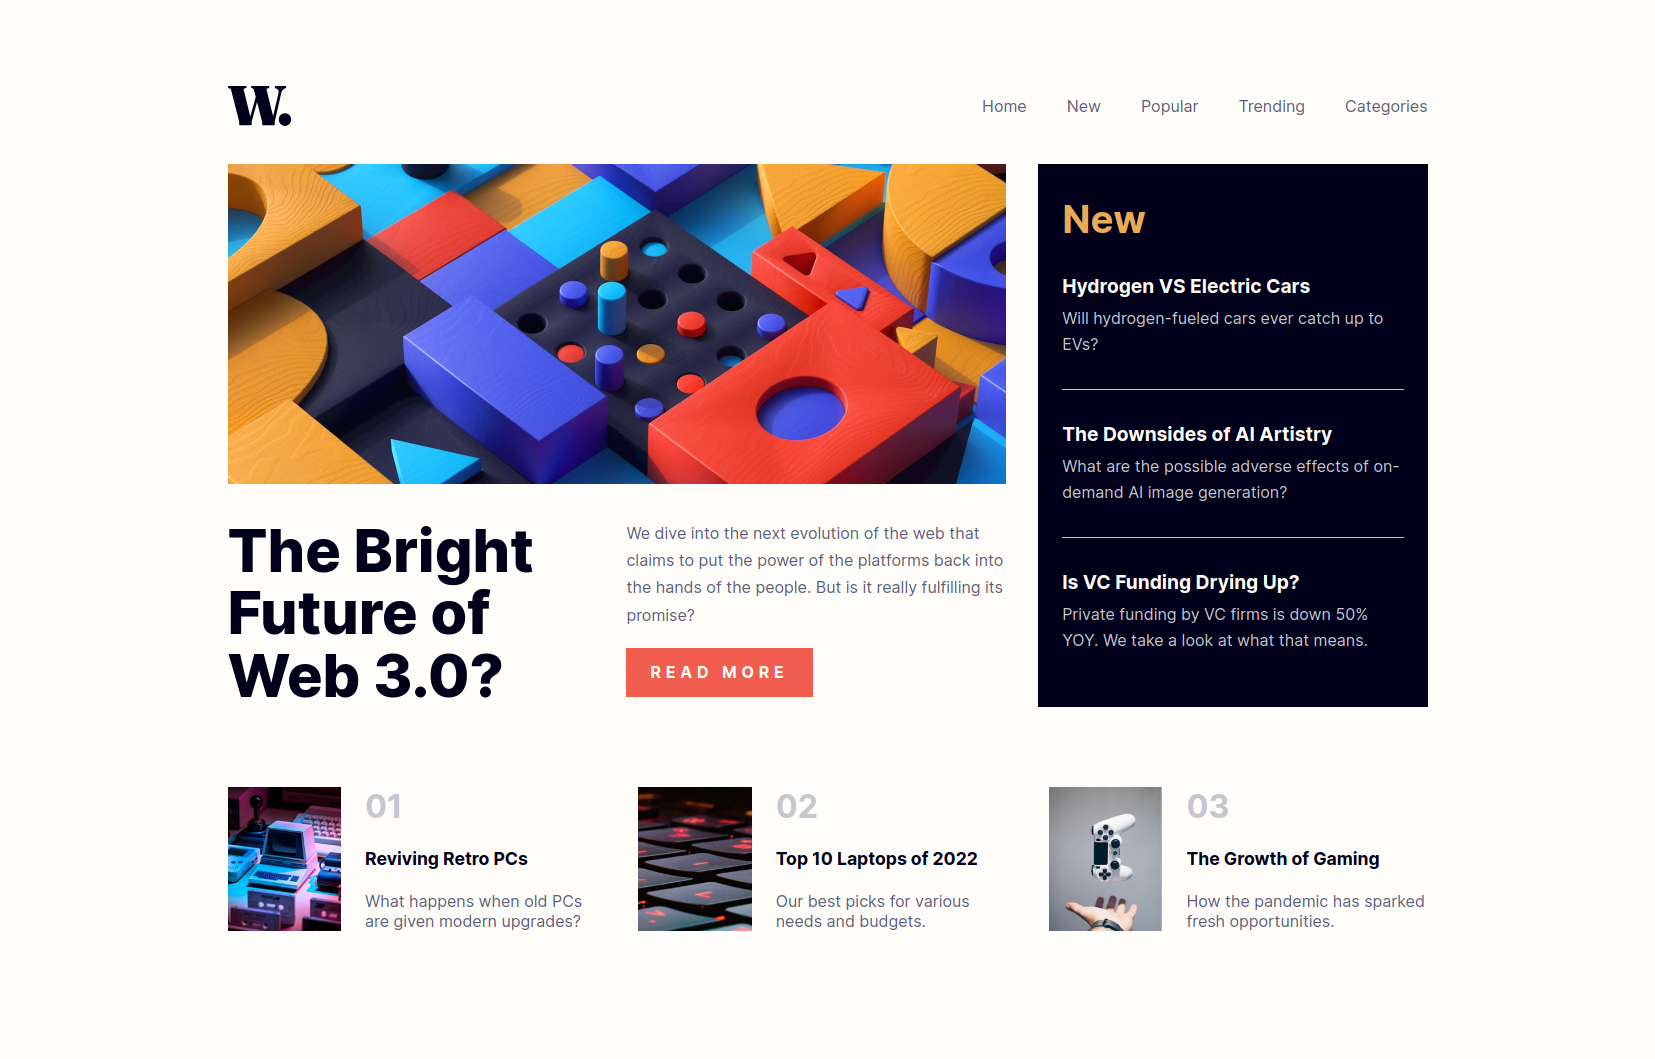 W.
Home New Popular Trending Categories
New
Hydrogen VS Electric Cars
Will hydrogen-fueled cars ever catch up to
EVs?
The Downsides of AI Artistry
What are the possible adverse effects of on-
demand AI image generation?
Is VC Funding Drying Up?
Private funding by VC firms is down 50%
YOY. We take a look at what that means.
The Bright
Future of
Web 3.0?
We dive into the next evolution of the web that
claims to put the power of the platforms back into
the hands of the people. But is it really fulfilling its
promise?
READ MORE
01
Reviving Retro PCs
What happens when old PCs
are given modern upgrades?
02
Top 10 Laptops of 2022
Our best picks for various
needs and budgets.
03
The Growth of Gaming
How the pandemic has sparked
fresh opportunities.